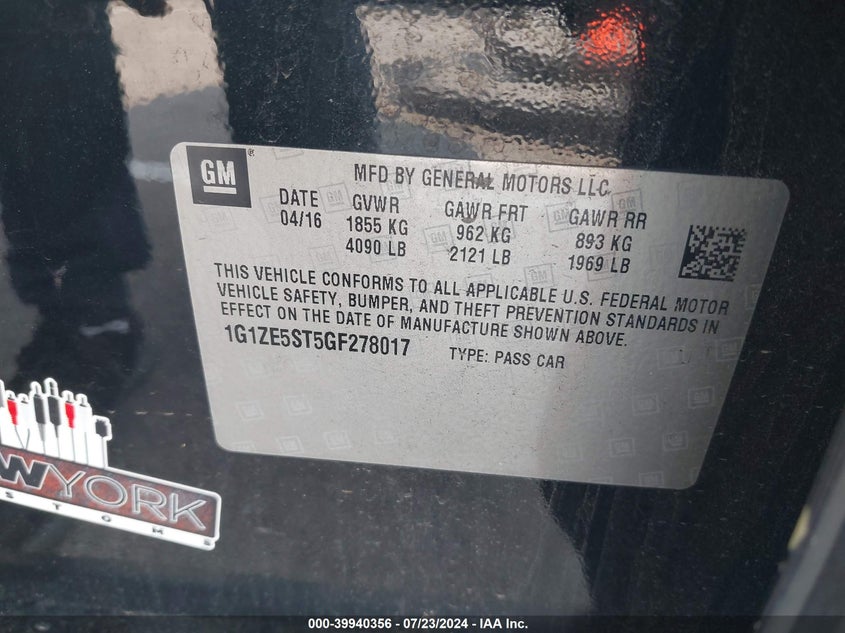 GM ®
MFD BY GENERAL MOTORS LLC
DATE GVWR GAWR FRT GAWR RR
04/16 1855 KG 962 KG 893 KG
4090 LB 2121 LB 1969 LB
THIS VEHICLE CONFORMS TO ALL APPLICABLE U.S. FEDERAL MOTOR
VEHICLE SAFETY, BUMPER, AND THEFT PREVENTION STANDARDS IN
EFFECT ON THE DATE OF MANUFACTURE SHOWN ABOVE.
1G1ZE5ST5GF278017 TYPE: PASS CAR
WYORK
STOMS
000-39940356 / 07/23/2024 - IAA Inc.